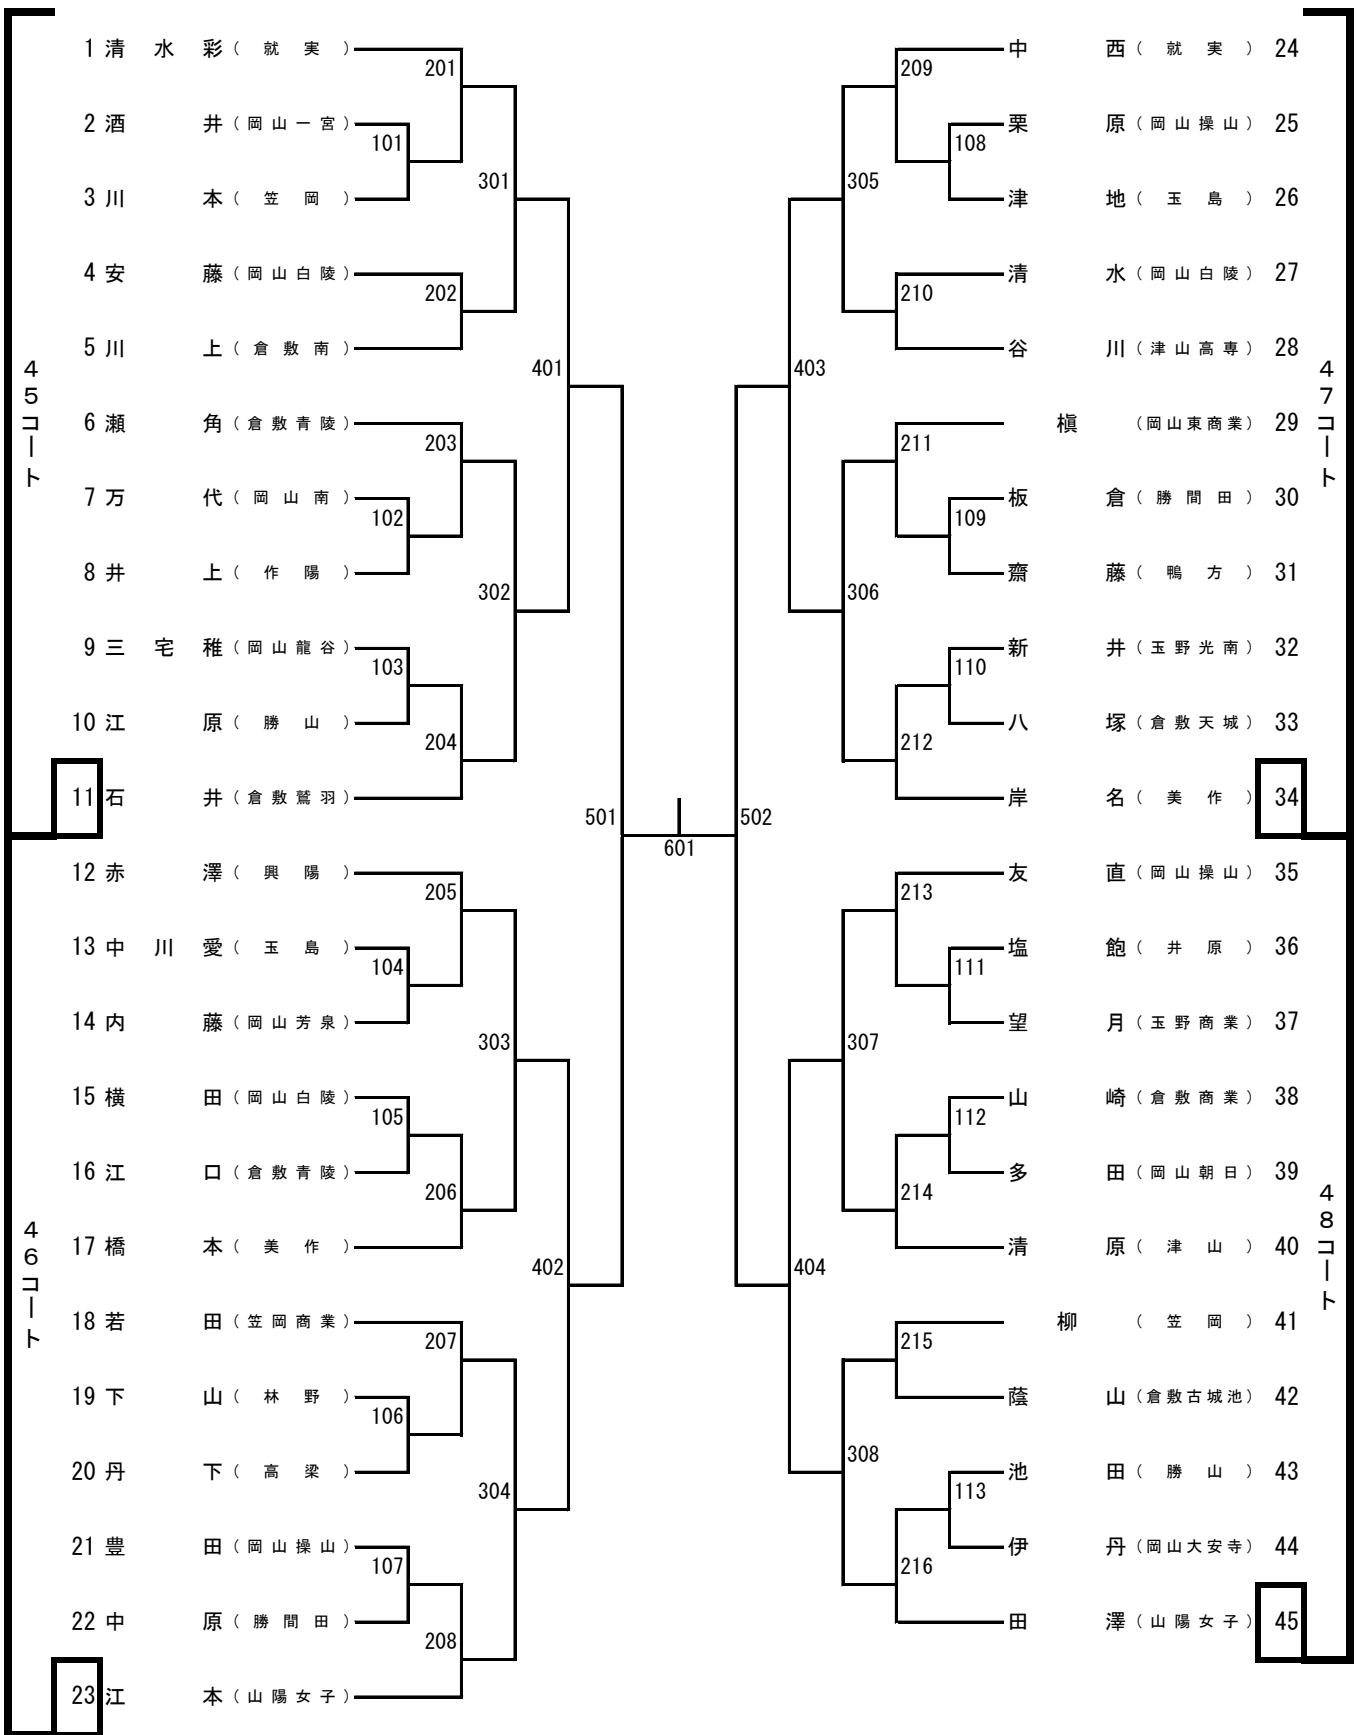 1 清水彩 (就実)
2 酒井 (岡山一宮)
3 川本 (笠岡)
4 安藤 (岡山白陵)
5 川上 (倉敷南)
6 瀬角 (倉敷青陵)
7 万代 (岡山南)
8 井上 (作陽)
9 三宅稚 (岡山龍谷)
10 江原 (勝山)
11 石井 (倉敷鷲羽)
12 赤澤 (興陽)
13 中川愛 (玉島)
14 内藤 (岡山芳泉)
15 横田 (岡山白陵)
16 江口 (倉敷青陵)
17 橋本 (美作)
18 若田 (笠岡商業)
19 下山 (林野)
20 丹下 (高梁)
21 豊田 (岡山操山)
22 中原 (勝間田)
23 江本 (山陽女子)
45コート
46コート
101
102
103
104
105
106
107
201
202
203
204
205
206
207
208
301
302
303
304
401
402
501
601
502
403
404
305
306
307
308
209
210
211
212
213
214
215
216
108
109
110
111
112
113
中西 (就実) 24
栗原 (岡山操山) 25
津地 (玉島) 26
清水 (岡山白陵) 27
谷川 (津山高専) 28
槇 (岡山東商業) 29
板倉 (勝間田) 30
齋藤 (鴨方) 31
新井 (玉野光南) 32
八塚 (倉敷天城) 33
岸名 (美作) 34
友直 (岡山操山) 35
塩飽 (井原) 36
望月 (玉野商業) 37
山崎 (倉敷商業) 38
多田 (岡山朝日) 39
清原 (津山) 40
柳 (笠岡) 41
蔭山 (倉敷古城池) 42
池田 (勝山) 43
伊丹 (岡山大安寺) 44
田澤 (山陽女子) 45
47コート
48コート